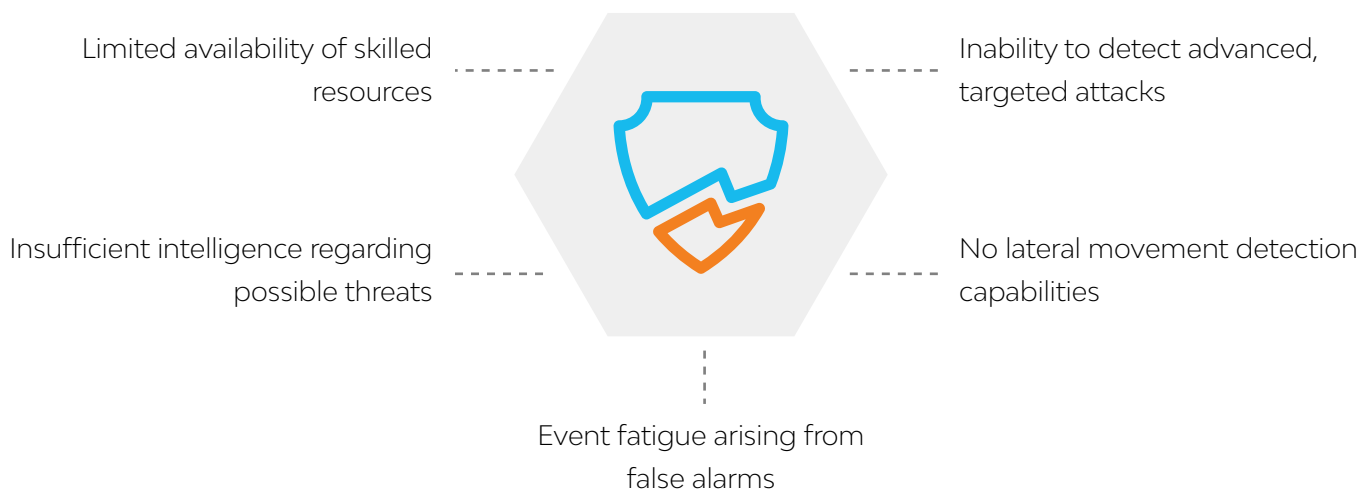 Limited availability of skilled
resources
Inability to detect advanced,
targeted attacks
Insufficient intelligence regarding
possible threats
No lateral movement detection
capabilities
Event fatigue arising from
false alarms